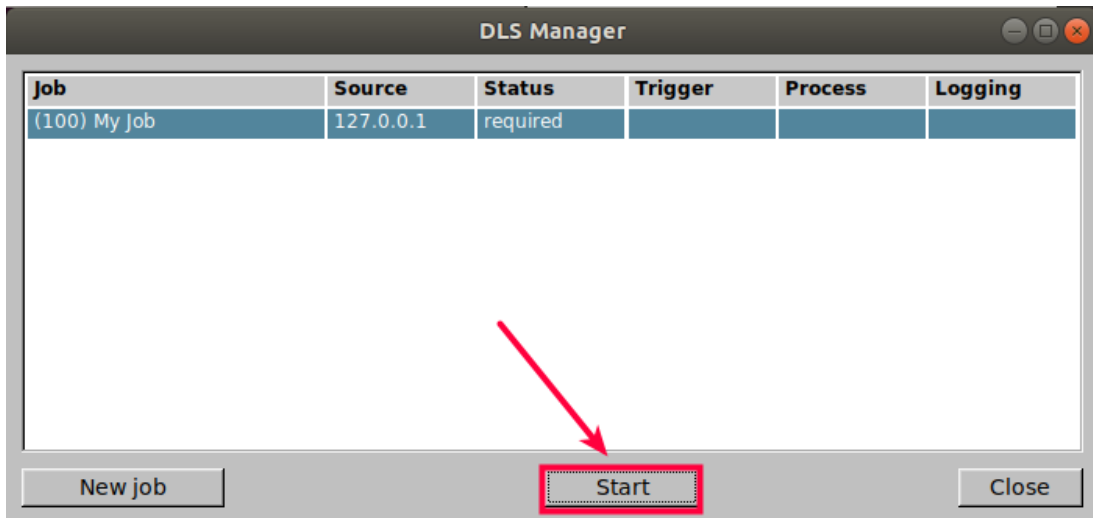 DLS Manager
Job Source Status Trigger Process Logging
(100) My Job 127.0.0.1 required
New job Start Close